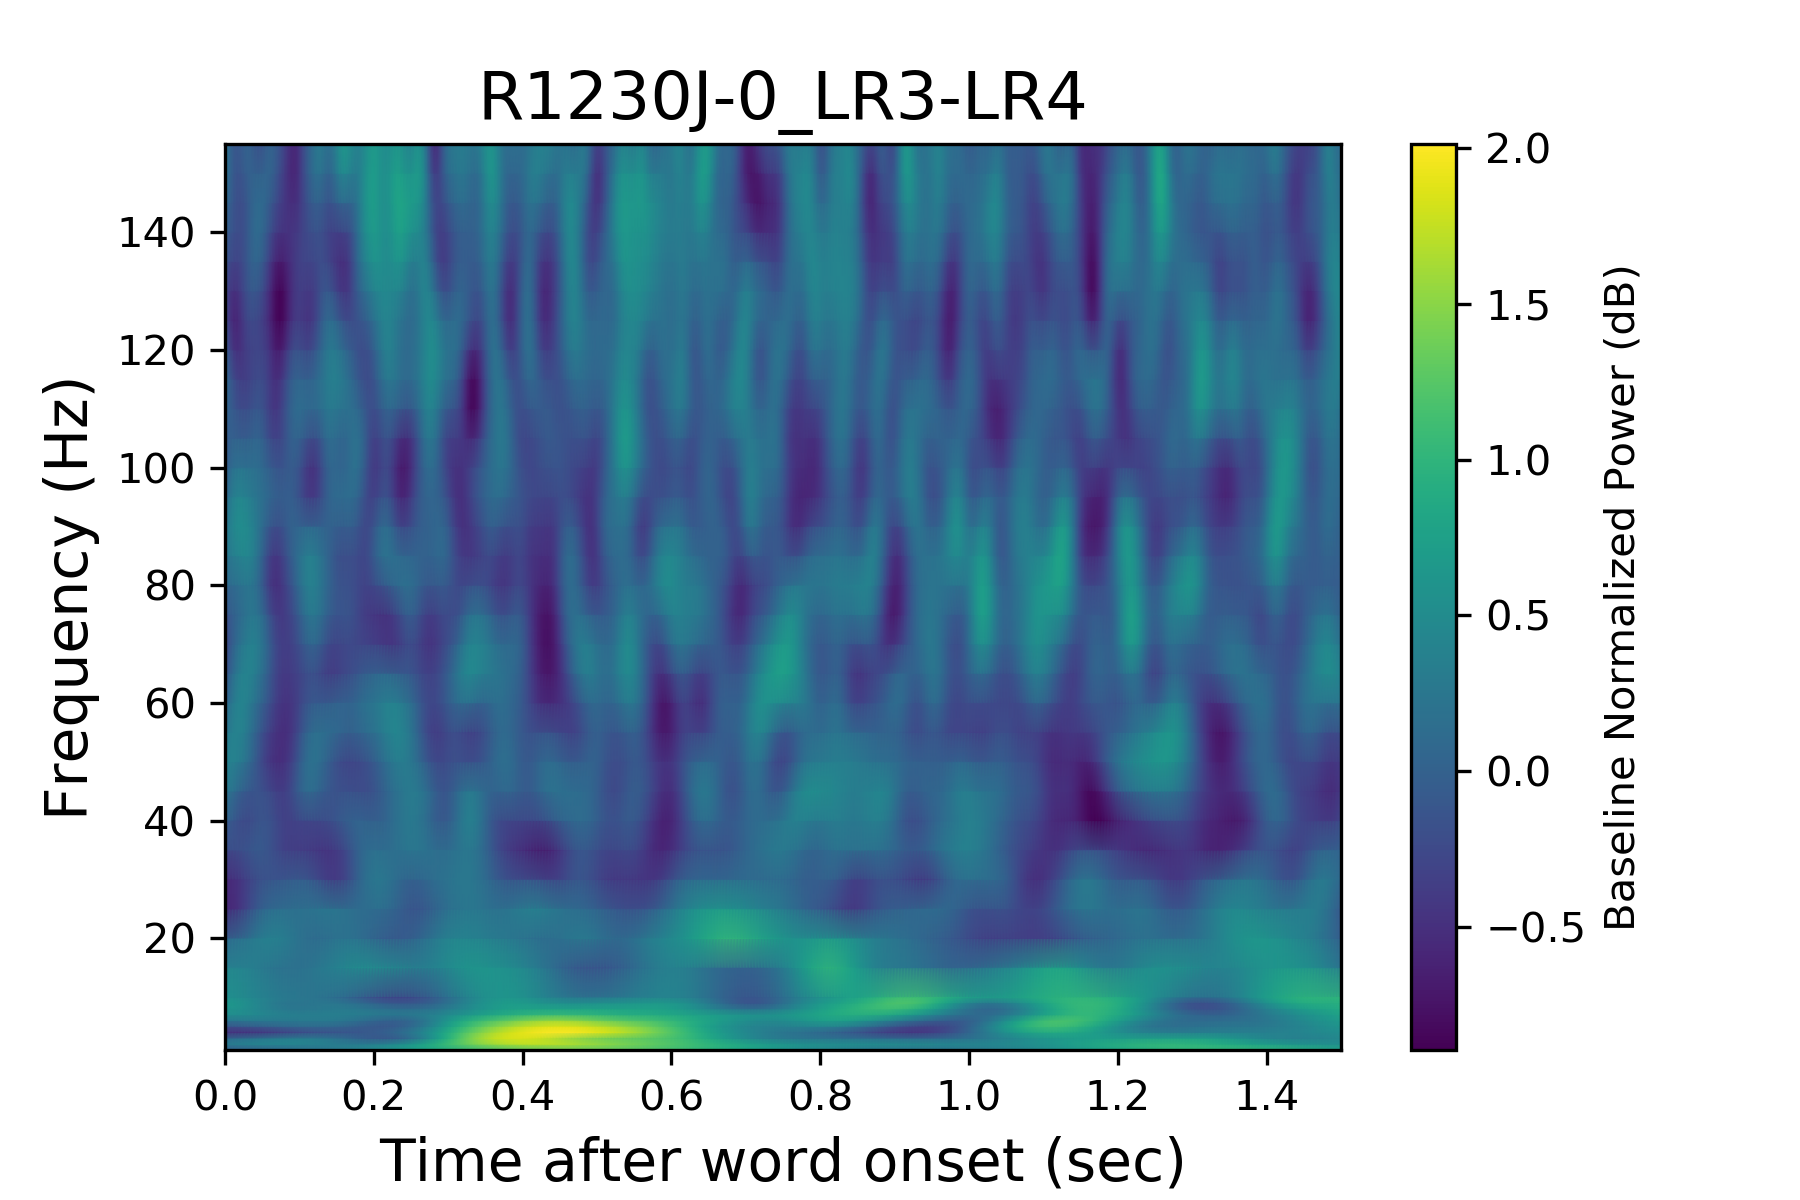 R1230J-0_LR3-LR4
Frequency (Hz)
140
120
100
80
60
40
20
0.0 0.2 0.4 0.6 0.8 1.0 1.2 1.4
Time after word onset (sec)
2.0
1.5
1.0
0.5
0.0
−0.5
Baseline Normalized Power (dB)